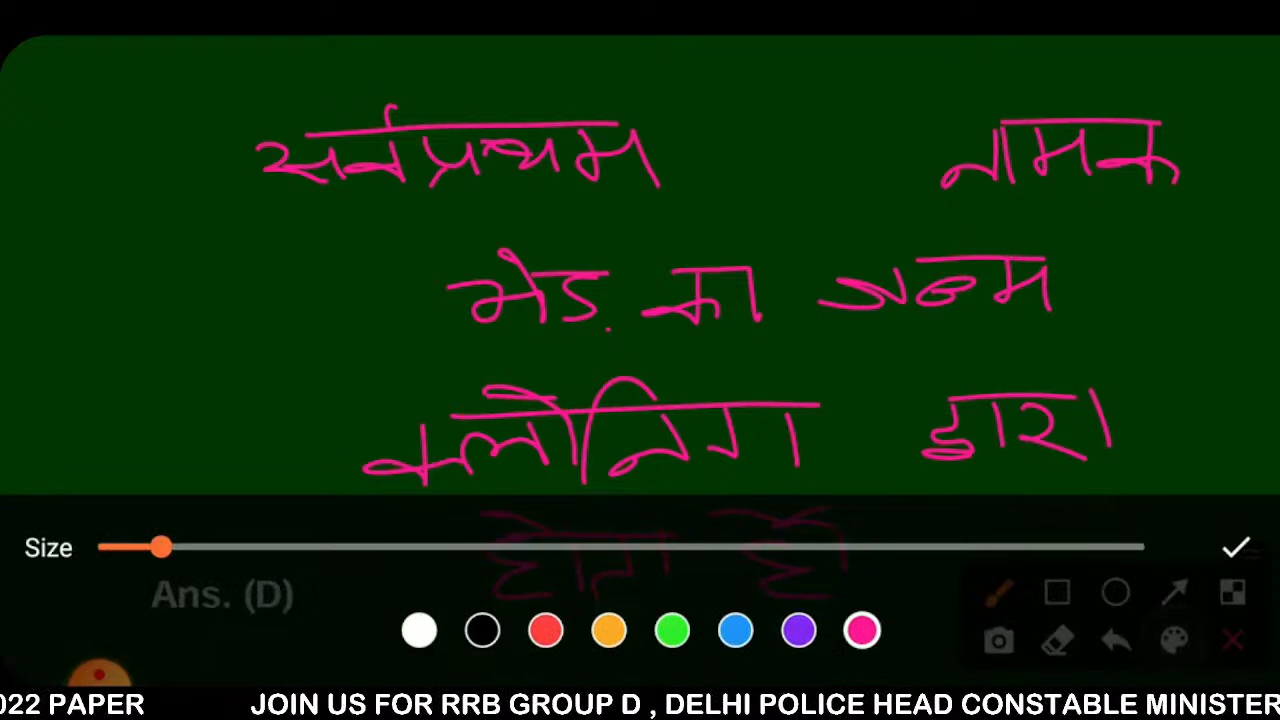 सर्वप्रथम नामक
भेड़ का जन्म
क्लोनिंग द्वारा
होता है
Size
Ans. (D)
022 PAPER JOIN US FOR RRB GROUP D , DELHI POLICE HEAD CONSTABLE MINISTER